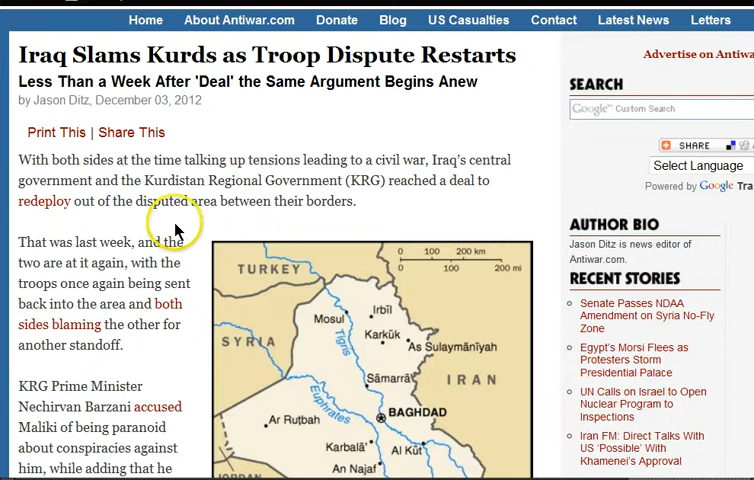 Home About Antiwar.com Donate Blog US Casualties Contact Latest News Letters
Iraq Slams Kurds as Troop Dispute Restarts
Less Than a Week After 'Deal' the Same Argument Begins Anew
by Jason Ditz, December 03, 2012
Print This | Share This
With both sides at the time talking up tensions leading to a civil war, Iraq's central
government and the Kurdistan Regional Government (KRG) reached a deal to
redeploy out of the disputed area between their borders.
That was last week, and the
two are at it again, with the
troops once again being sent
back into the area and both
sides blaming the other for
another standoff.
KRG Prime Minister
Nechirvan Barzani accused
Maliki of being paranoid
about conspiracies against
him, while adding that he
0 100 200 km
0 100 200 mi
TURKEY
SYRIA
IRAN
Mosul
Irbīl
Karkūk
As Sulaymānīyah
Tigris
Sāmarrā'
Euphrates
BAGHDAD
Ar Ruṭbah
Karbalā'
Al Kūt
An Najaf
JORDAN
Advertise on Antiwa
SEARCH
Google™ Custom Search
SHARE
Select Language
Powered by Google Tra
AUTHOR BIO
Jason Ditz is news editor of
Antiwar.com.
RECENT STORIES
Senate Passes NDAA
Amendment on Syria No-Fly
Zone
Egypt's Morsi Flees as
Protesters Storm
Presidential Palace
UN Calls on Israel to Open
Nuclear Program to
Inspections
Iran FM: Direct Talks With
US 'Possible' With
Khamenei's Approval